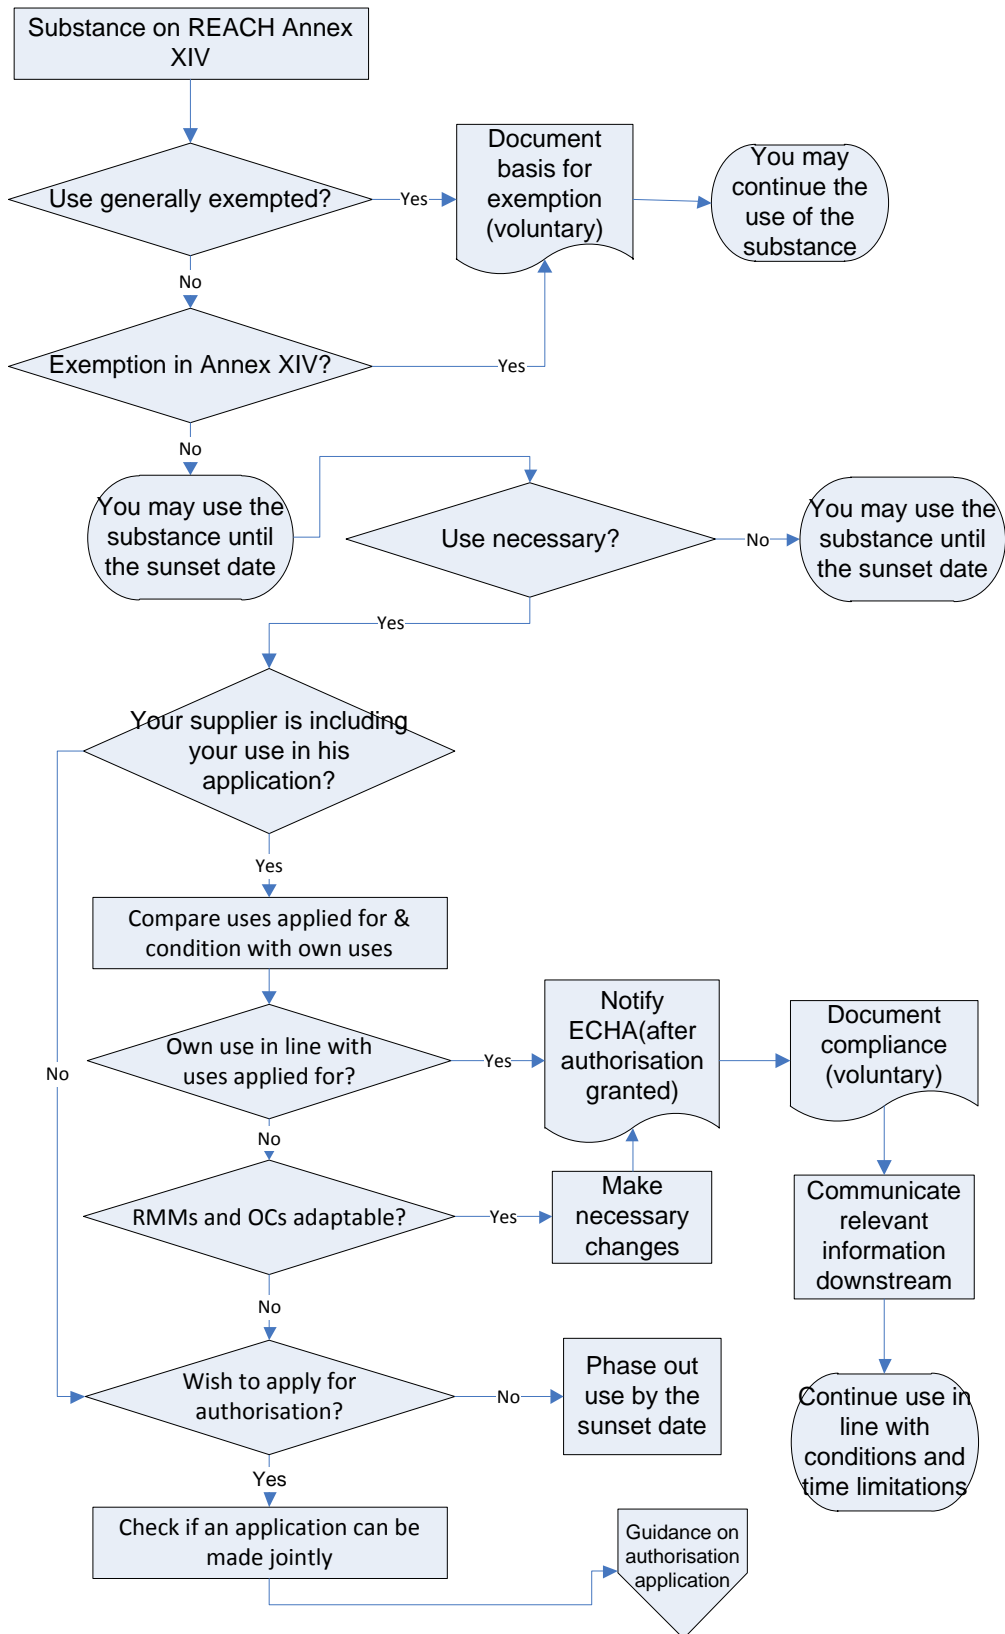 Substance on REACH Annex
XIV
Use generally exempted?
Yes
Document
basis for
exemption
(voluntary)
You may
continue the
use of the
substance
No
Exemption in Annex XIV?
Yes
No
You may use the
substance until
the sunset date
Use necessary?
No
You may use the
substance until
the sunset date
Yes
Your supplier is including
your use in his
application?
No
Yes
Compare uses applied for &
condition with own uses
Own use in line with
uses applied for?
Yes
Notify
ECHA(after
authorisation
granted)
Document
compliance
(voluntary)
No
RMMs and OCs adaptable?
Yes
Make
necessary
changes
Communicate
relevant
information
downstream
No
Wish to apply for
authorisation?
No
Phase out
use by the
sunset date
Continue use in
line with
conditions and
time limitations
Yes
Check if an application can be
made jointly
Guidance on
authorisation
application